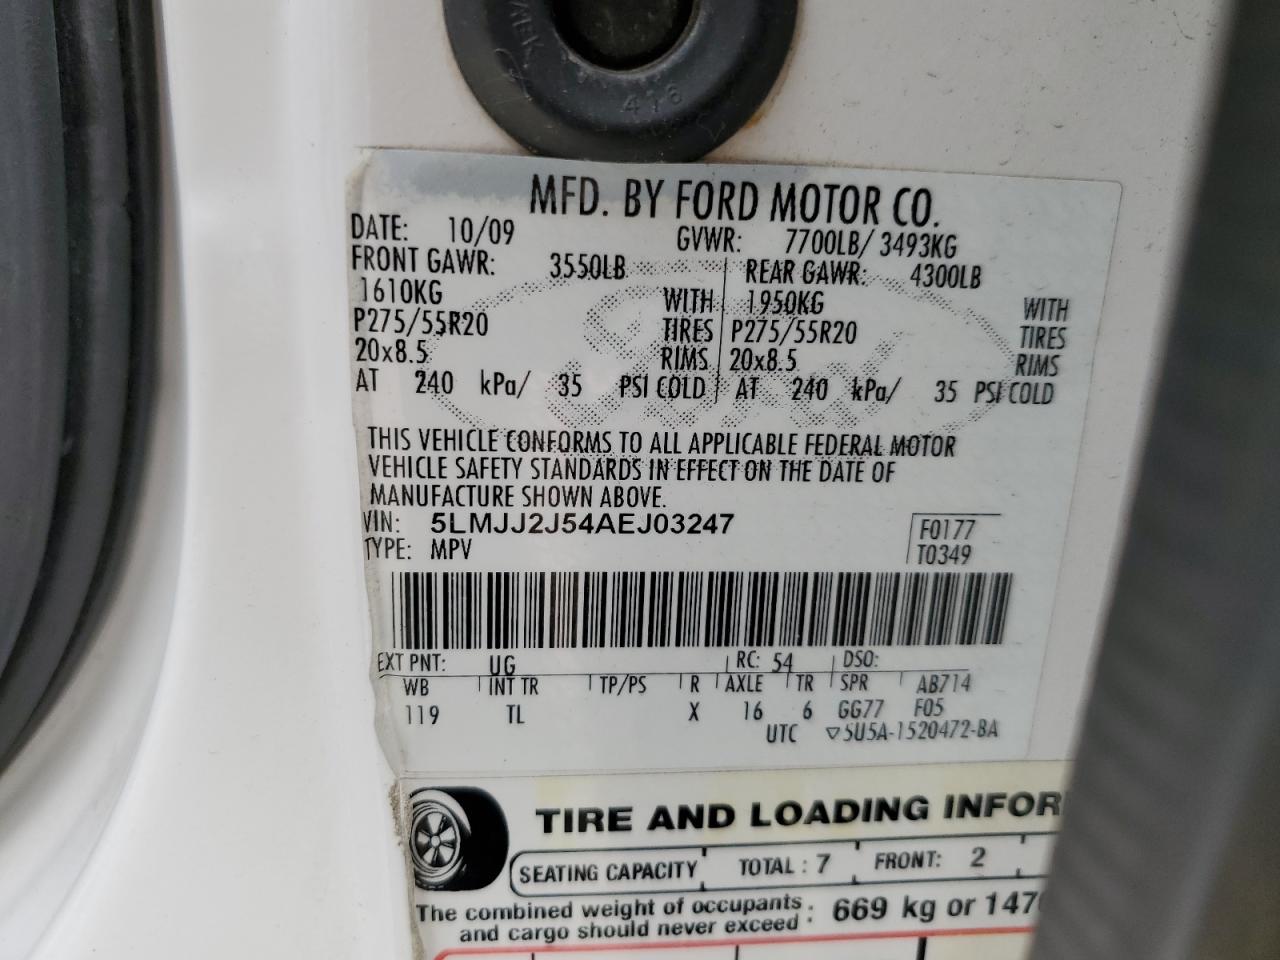 416
MFD. BY FORD MOTOR CO.
DATE: 10/09 GVWR: 7700LB/ 3493KG
FRONT GAWR: 3550LB REAR GAWR: 4300LB
1610KG WITH 1950KG WITH
P275/55R20 TIRES P275/55R20 TIRES
20x8.5 RIMS 20x8.5 RIMS
AT 240 kPa/ 35 PSI COLD AT 240 kPa/ 35 PSI COLD
THIS VEHICLE CONFORMS TO ALL APPLICABLE FEDERAL MOTOR
VEHICLE SAFETY STANDARDS IN EFFECT ON THE DATE OF
MANUFACTURE SHOWN ABOVE.
VIN: 5LMJJ2J54AEJ03247 F0177
TYPE: MPV T0349
EXT PNT: UG RC: 54 DSO:
WB INT TR TP/PS R AXLE TR SPR AB714
119 TL X 16 6 GG77 F05
UTC ▽5U5A-1520472-BA
TIRE AND LOADING INFOR
SEATING CAPACITY TOTAL : 7 FRONT: 2
The combined weight of occupants
and cargo should never exceed : 669 kg or 147